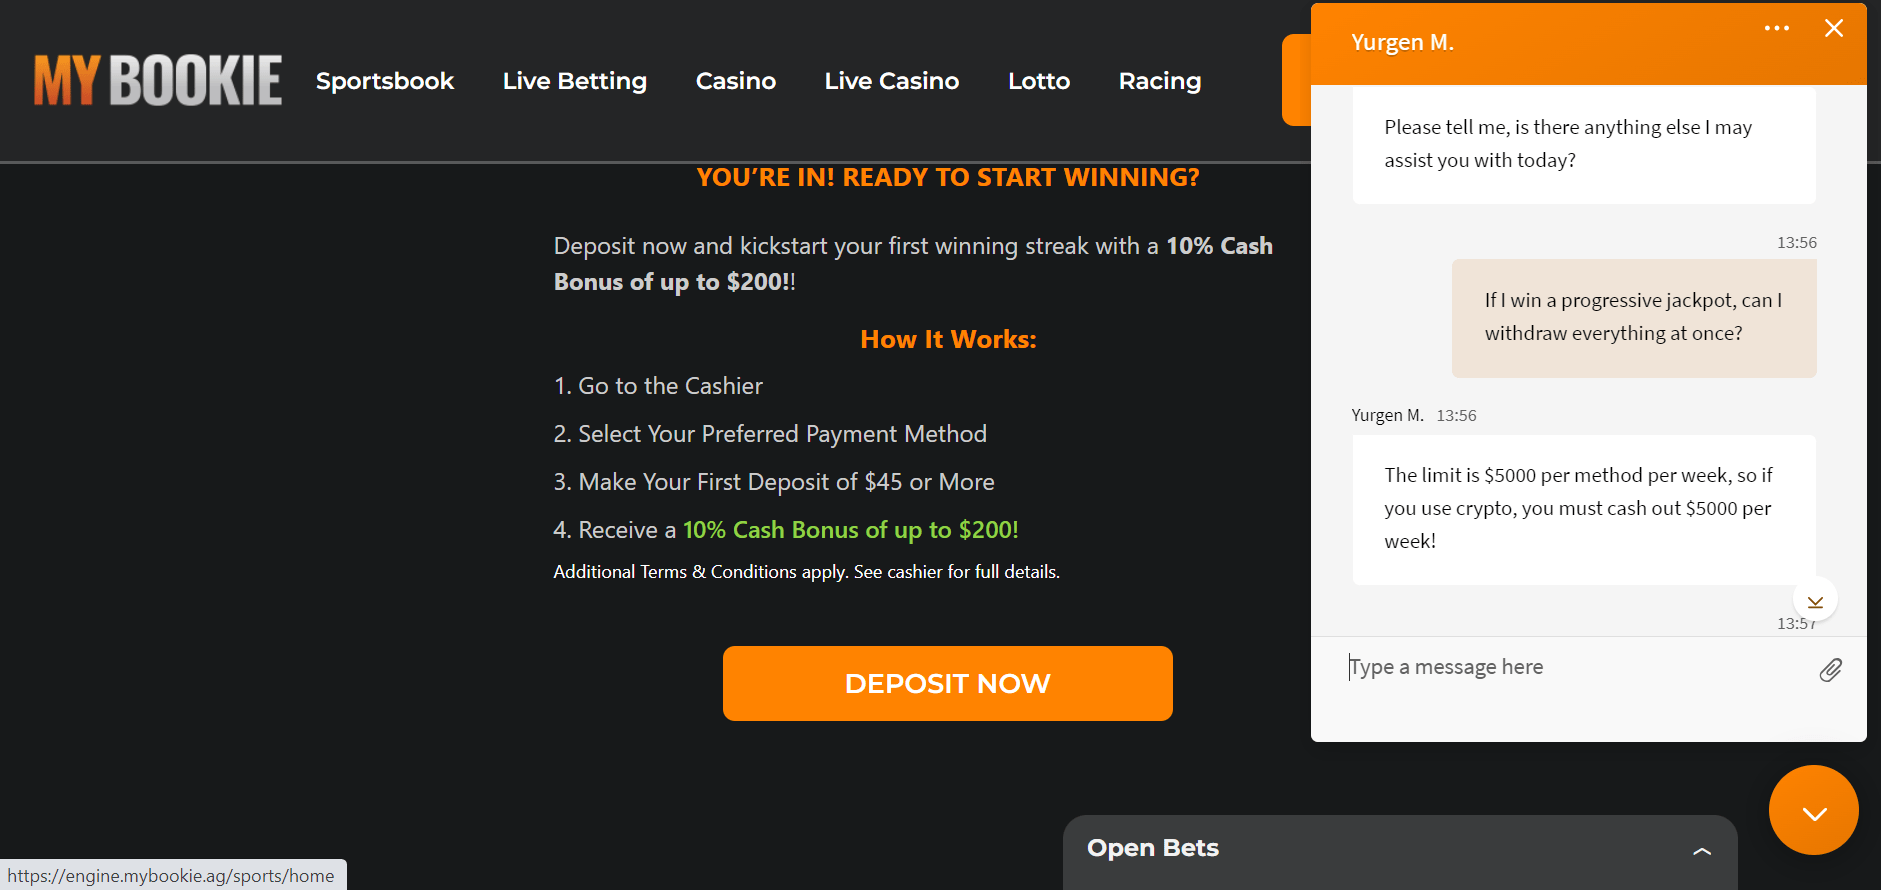 MY BOOKIE
Sportsbook
Live Betting
Casino
Live Casino
Lotto
Racing
YOU’RE IN! READY TO START WINNING?
Deposit now and kickstart your first winning streak with a 10% Cash
Bonus of up to $200!!
How It Works:
1. Go to the Cashier
2. Select Your Preferred Payment Method
3. Make Your First Deposit of $45 or More
4. Receive a 10% Cash Bonus of up to $200!
Additional Terms & Conditions apply. See cashier for full details.
DEPOSIT NOW
Yurgen M.
Please tell me, is there anything else I may
assist you with today?
13:56
If I win a progressive jackpot, can I
withdraw everything at once?
Yurgen M. 13:56
The limit is $5000 per method per week, so if
you use crypto, you must cash out $5000 per
week!
13:57
Type a message here
Open Bets
https://engine.mybookie.ag/sports/home